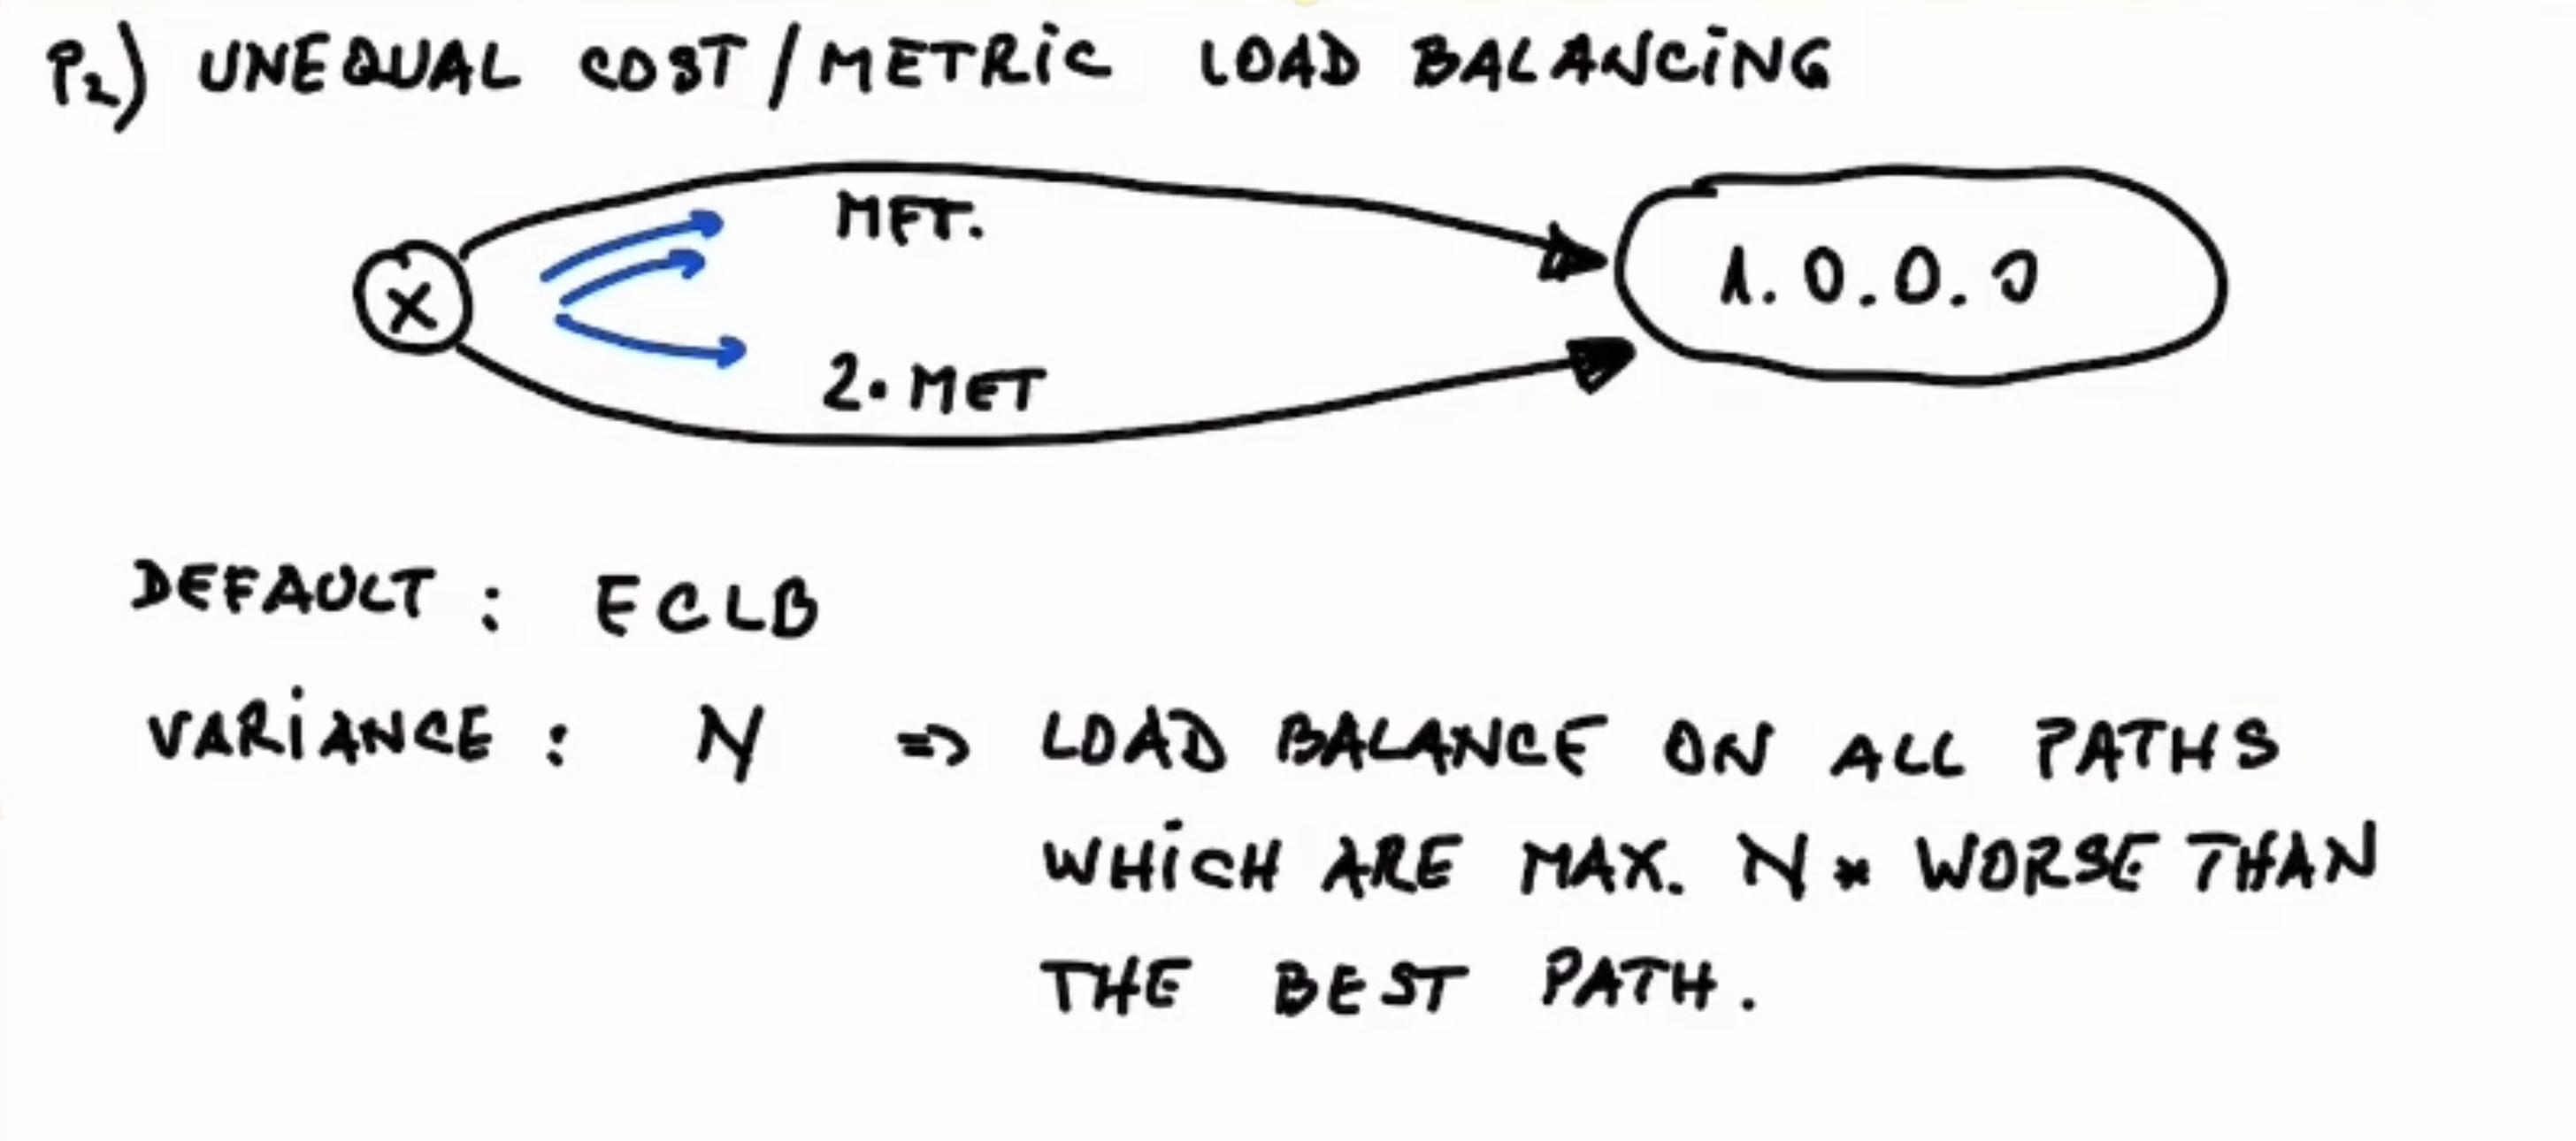 P2) UNEQUAL COST/METRiC LOAD BALANCiNG
MET.
X
1.0.0.0
2.MET
DEFAULT: ECLB
VARiANCE: N => LOAD BALANCE ON ALL PATHS
WHiCH ARE MAX. N* WORSE THAN
THE BEST PATH.